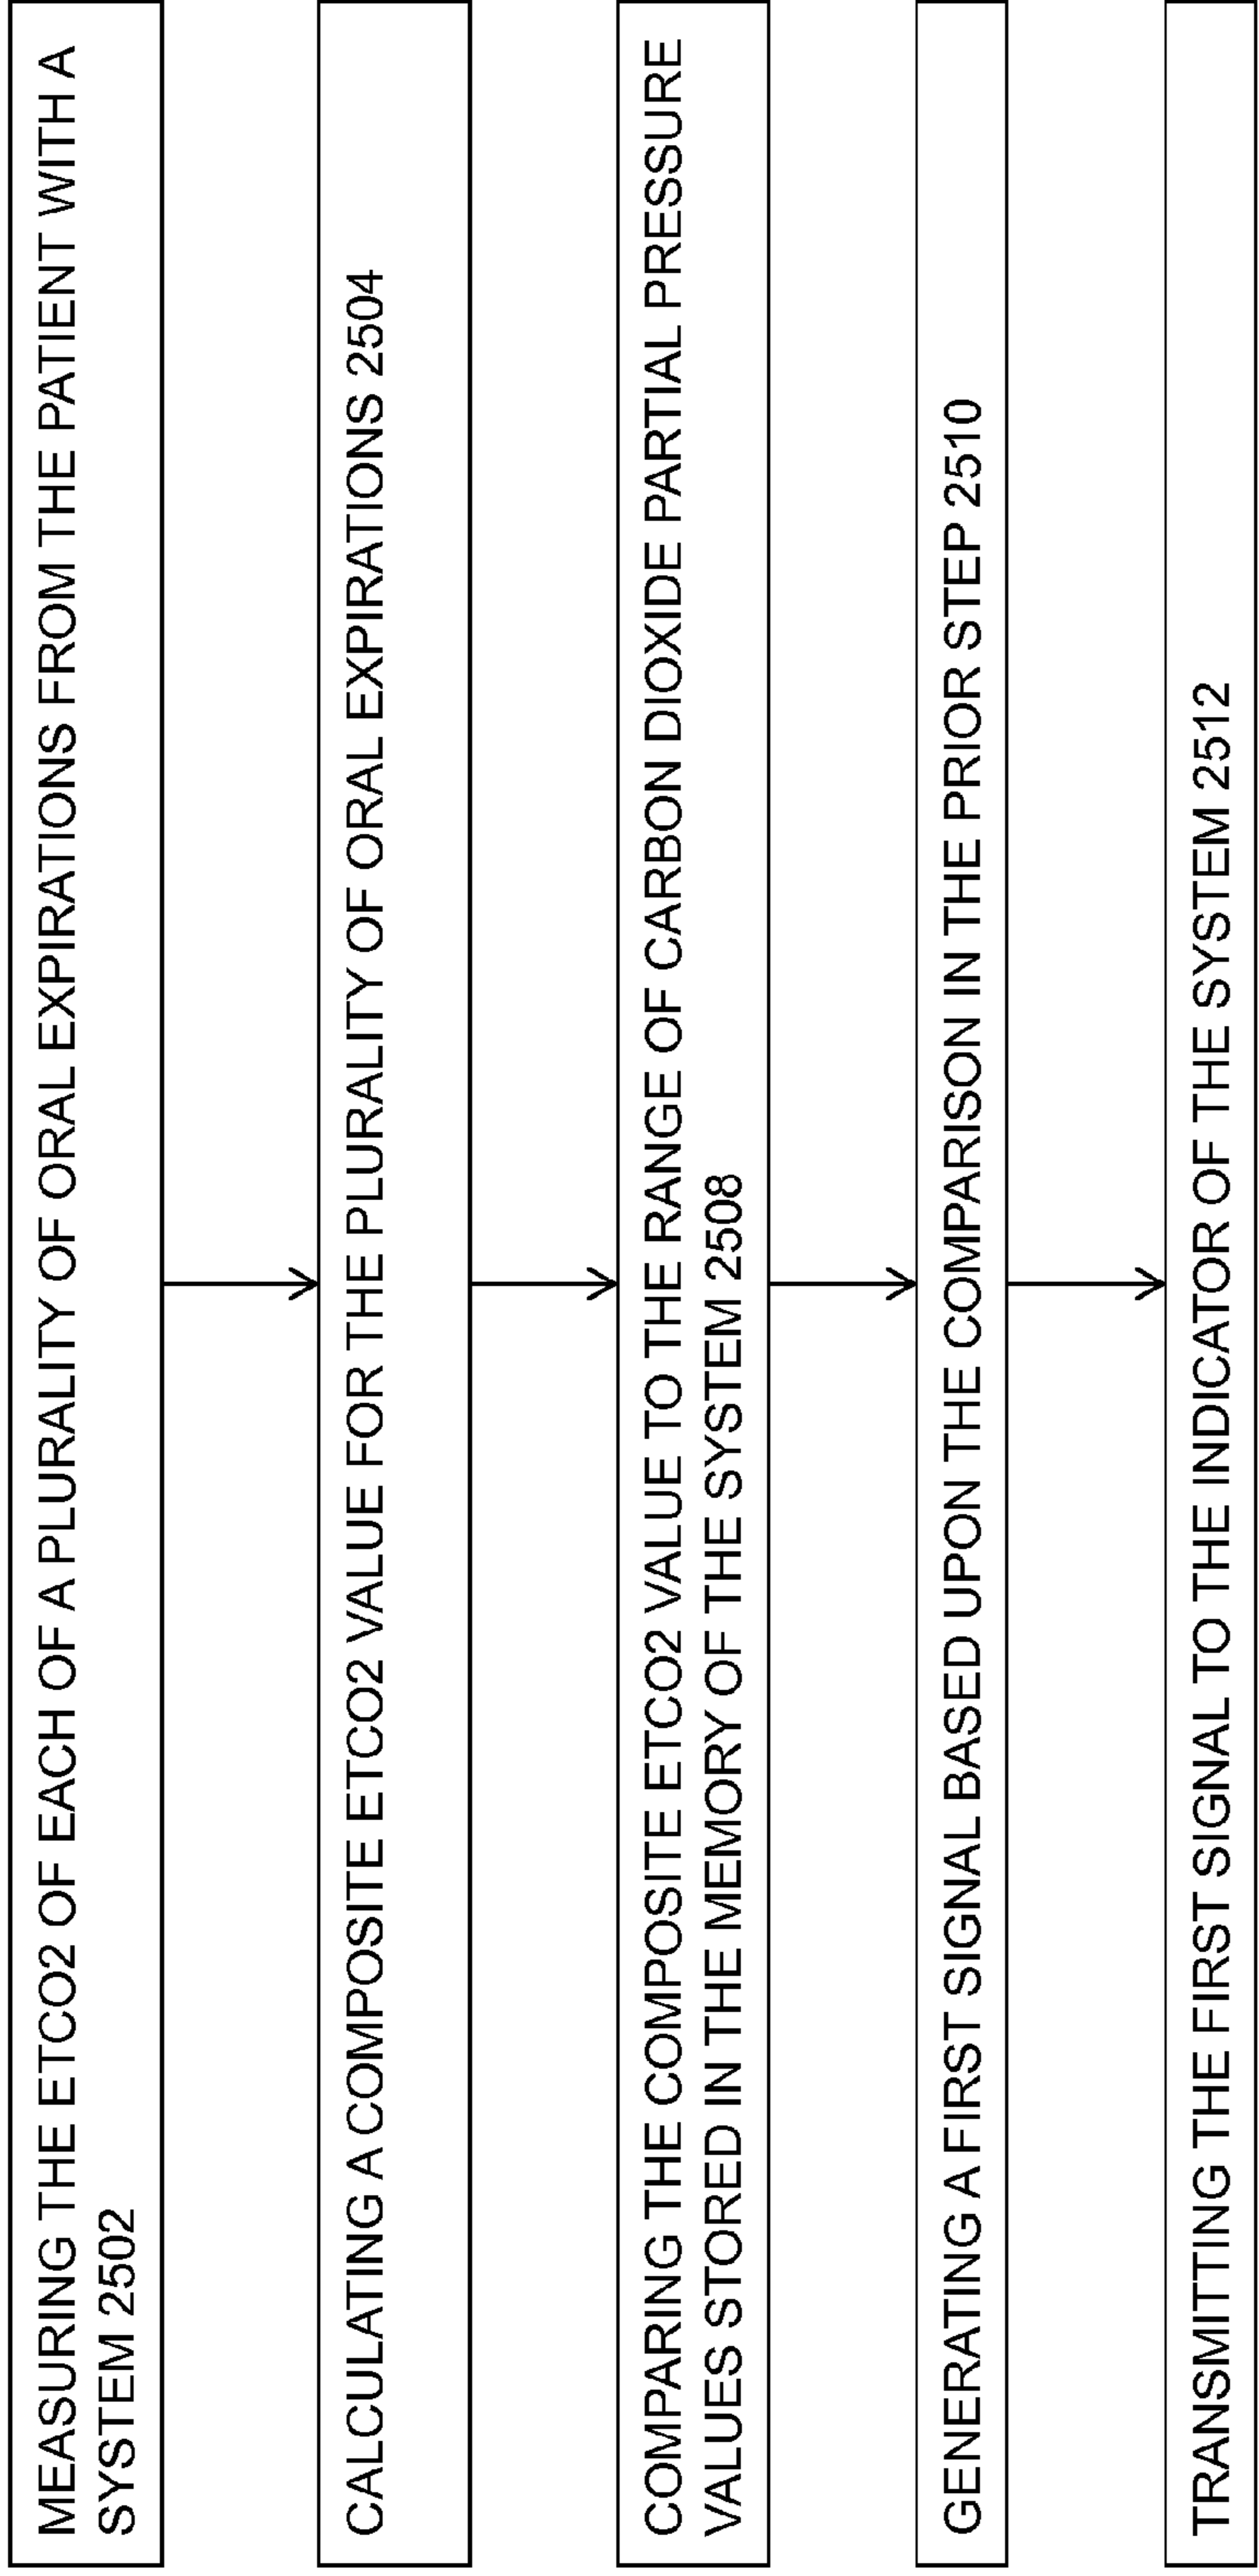 MEASURING THE ETCO2 OF EACH OF A PLURALITY OF ORAL EXPIRATIONS FROM THE PATIENT WITH A
SYSTEM 2502
CALCULATING A COMPOSITE ETCO2 VALUE FOR THE PLURALITY OF ORAL EXPIRATIONS 2504
COMPARING THE COMPOSITE ETCO2 VALUE TO THE RANGE OF CARBON DIOXIDE PARTIAL PRESSURE
VALUES STORED IN THE MEMORY OF THE SYSTEM 2508
GENERATING A FIRST SIGNAL BASED UPON THE COMPARISON IN THE PRIOR STEP 2510
TRANSMITTING THE FIRST SIGNAL TO THE INDICATOR OF THE SYSTEM 2512